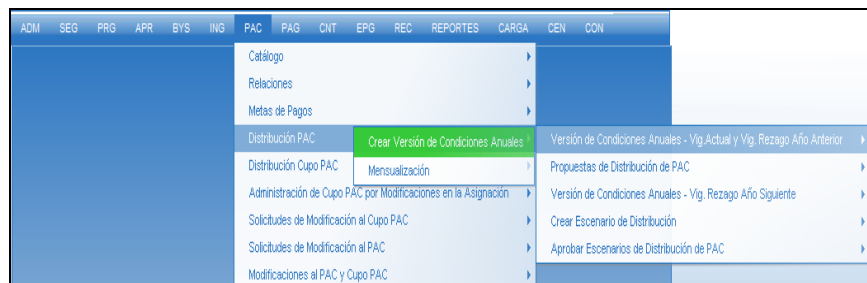 ADM SEG PRG APR BYS ING PAC PAG CNT EPG REC REPORTES CARGA CEN CON
Catálogo
Relaciones
Metas de Pagos
Distribución PAC
Crear Versión de Condiciones Anuales
Versión de Condiciones Anuales - Vig.Actual y Vig. Rezago Año Anterior
Distribución Cupo PAC
Mensualización
Propuestas de Distribución de PAC
Administración de Cupo PAC por Modificaciones en la Asignación
Versión de Condiciones Anuales - Vig. Rezago Año Siguiente
Solicitudes de Modificación al Cupo PAC
Crear Escenario de Distribución
Solicitudes de Modificación al PAC
Aprobar Escenarios de Distribución de PAC
Modificaciones al PAC y Cupo PAC